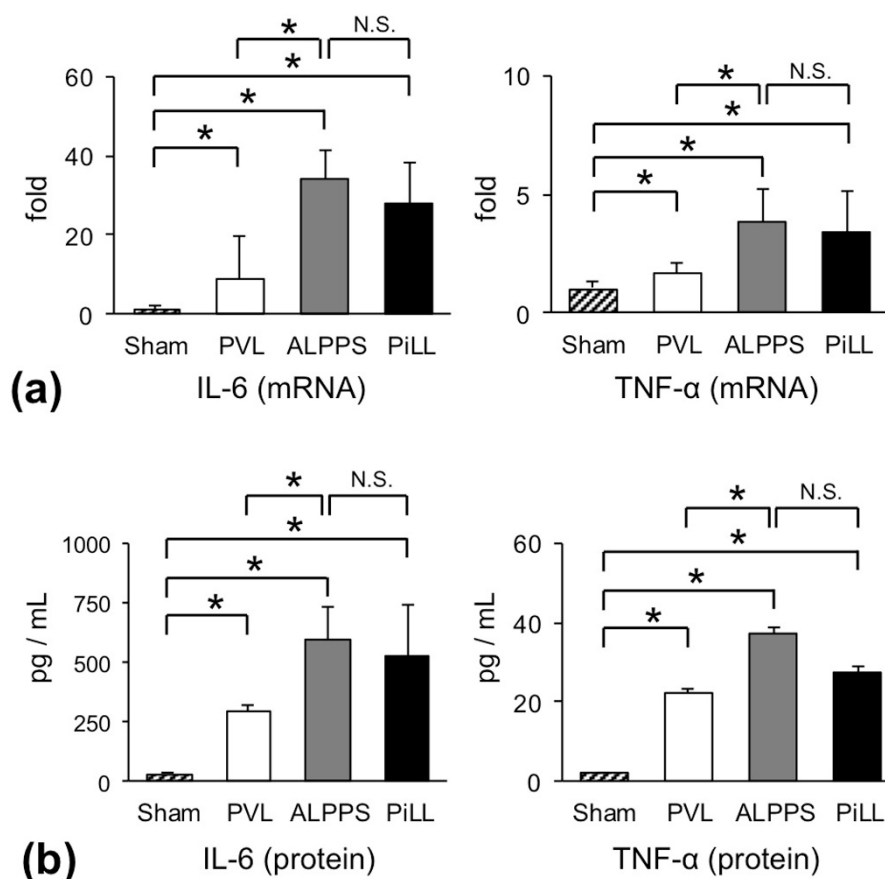 * N.S.
*
*
*
60
40
20
0
fold
Sham PVL ALPPS PiLL
IL-6 (mRNA)
* N.S.
*
*
*
10
5
0
fold
Sham PVL ALPPS PiLL
TNF-α (mRNA)
(a)
* N.S.
*
*
*
1000
750
500
250
0
pg / mL
Sham PVL ALPPS PiLL
IL-6 (protein)
* N.S.
*
*
*
60
40
20
0
pg / mL
Sham PVL ALPPS PiLL
TNF-α (protein)
(b)